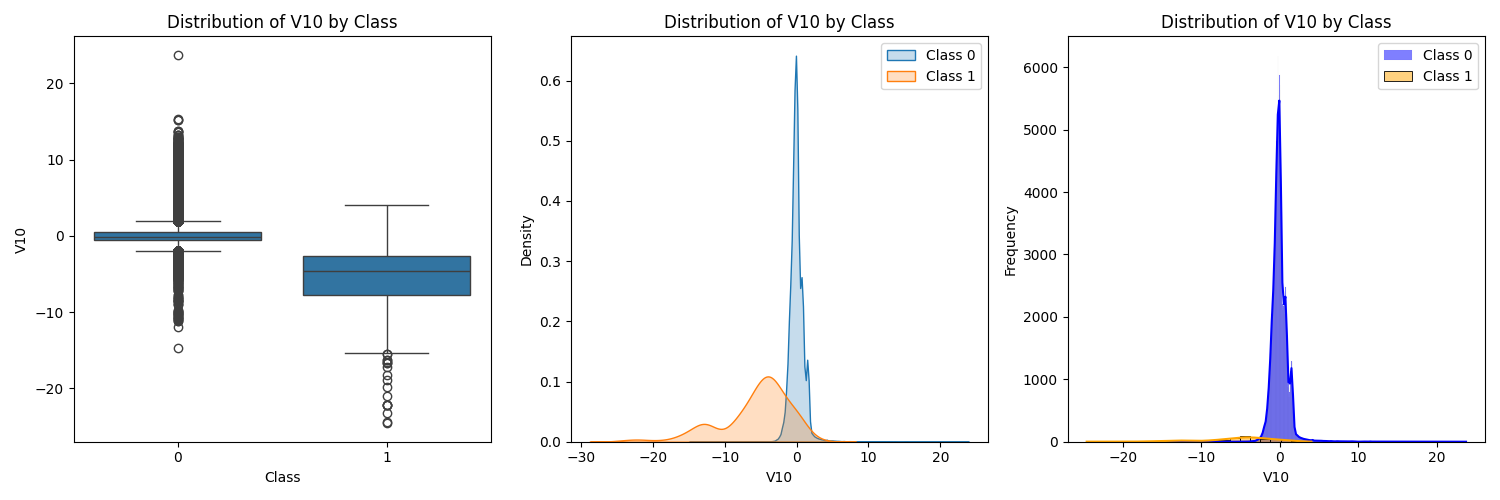 Distribution of V10 by Class
20
10
0
−10
−20
V10
0
1
Class
Distribution of V10 by Class
Class 0
Class 1
0.6
0.5
0.4
0.3
0.2
0.1
0.0
Density
−30
−20
−10
0
10
20
V10
Distribution of V10 by Class
Class 0
Class 1
6000
5000
4000
3000
2000
1000
0
Frequency
−20
−10
0
10
20
V10